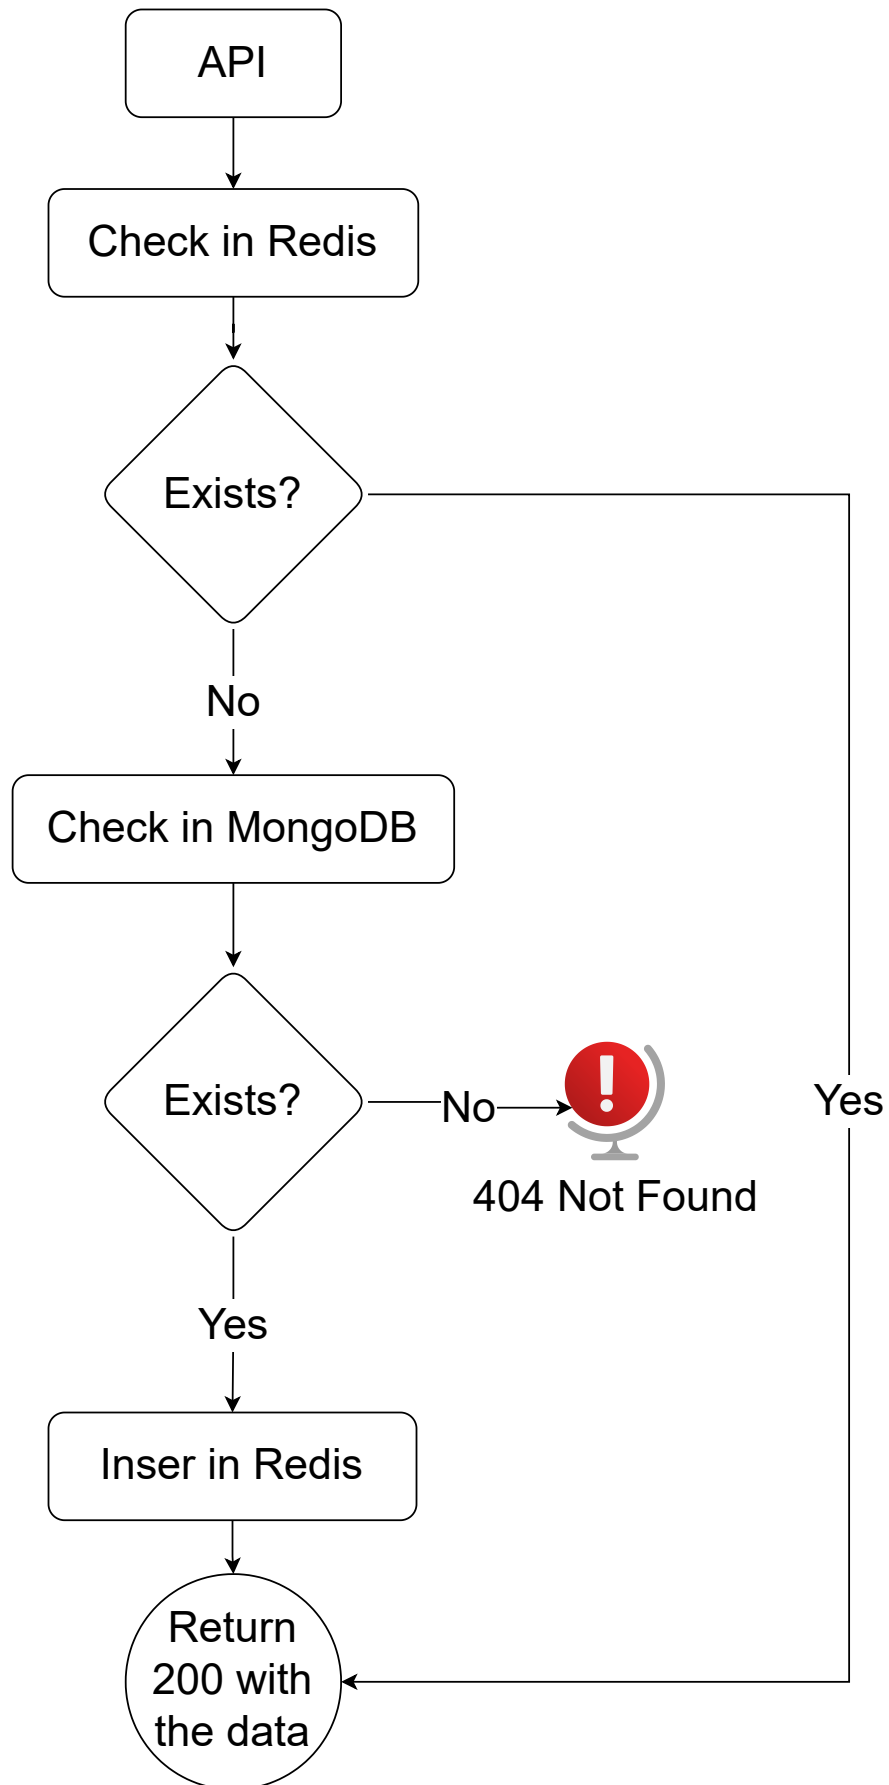 API
Check in Redis
Exists?
No
Check in MongoDB
Exists?
No
404 Not Found
Yes
Yes
Inser in Redis
Return
200 with
the data